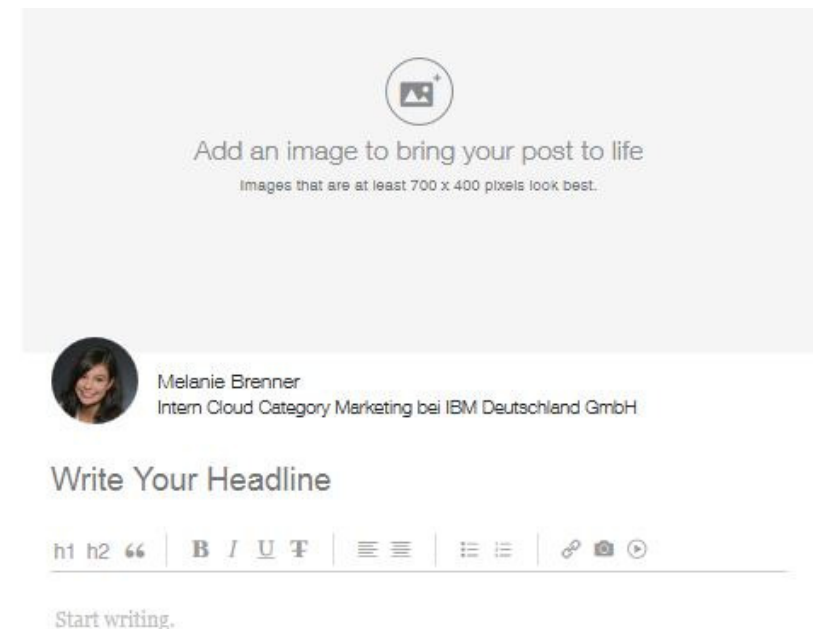 Add an image to bring your post to life
Images that are at least 700 x 400 pixels look best.
Melanie Brenner
Intern Cloud Category Marketing bei IBM Deutschland GmbH
Write Your Headline
h1 h2 “ B I U T
Start writing.